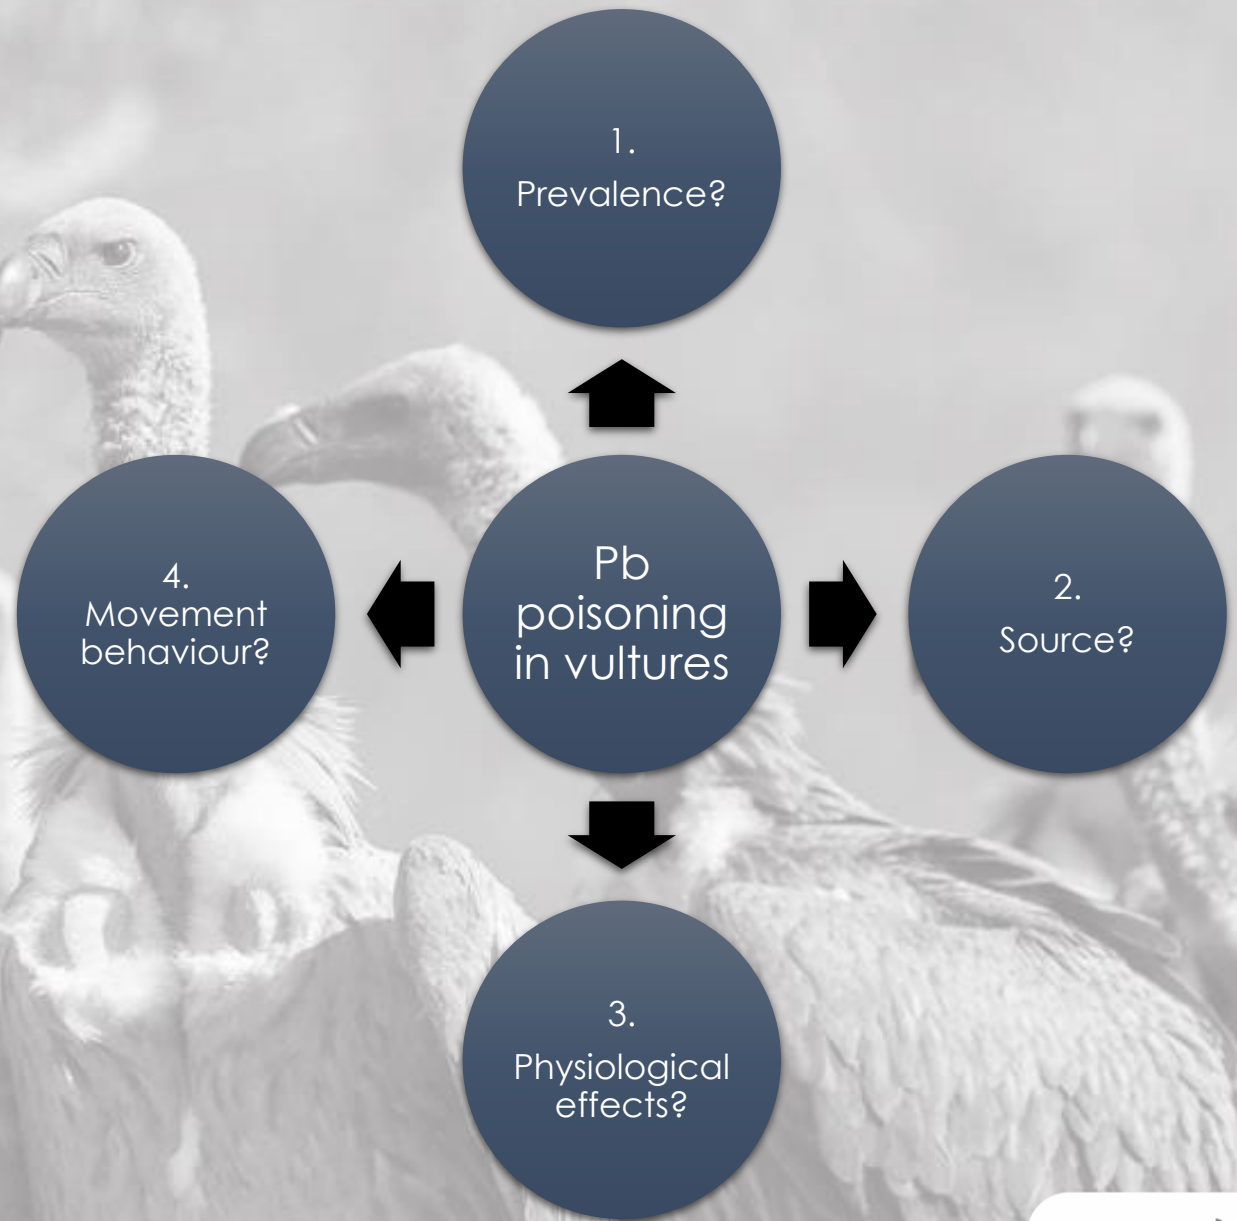 1.
Prevalence?
Pb
poisoning
in vultures
2.
Source?
3.
Physiological
effects?
4.
Movement
behaviour?